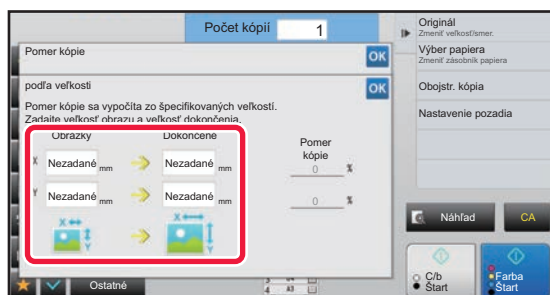 Počet kópií 1
Pomer kópie OK
podľa veľkosti OK
Pomer kópie sa vypočíta zo špecifikovaných veľkostí.
Zadajte veľkosť obrazu a veľkosť dokončenia.
Obrázky Dokončené
Pomer
kópie
X Nezadané mm Nezadané mm 0 %
Y Nezadané mm Nezadané mm 0 %
X Y X Y
Originál
Zmeniť veľkosť/smer.
Výber papiera
Zmeniť zásobník papiera
Obojstr. kópia
Nastavenie pozadia
Náhľad CA
C/b
Štart
Farba
Štart
Ostatné
4 A3